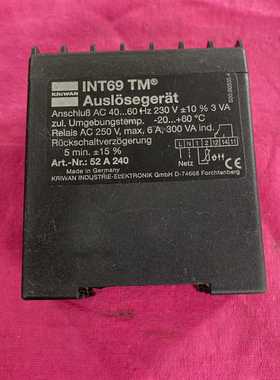 KRIWAN
INT69 TM®
Auslösegerät
Anschluß AC 40...60 Hz 230 V ±10 % 3 VA
zul. Umgebungstemp. -20...+60 °C
Relais AC 250 V, max. 6 A, 300 VA ind.
Rückschaltverzögerung
5 min. ±15 %
Art.-Nr.: 52 A 240
Made in Germany
KRIWAN INDUSTRIE-ELEKTRONIK GmbH D-74668 Forchtenberg
L N 1 2 12 14 11
Netz